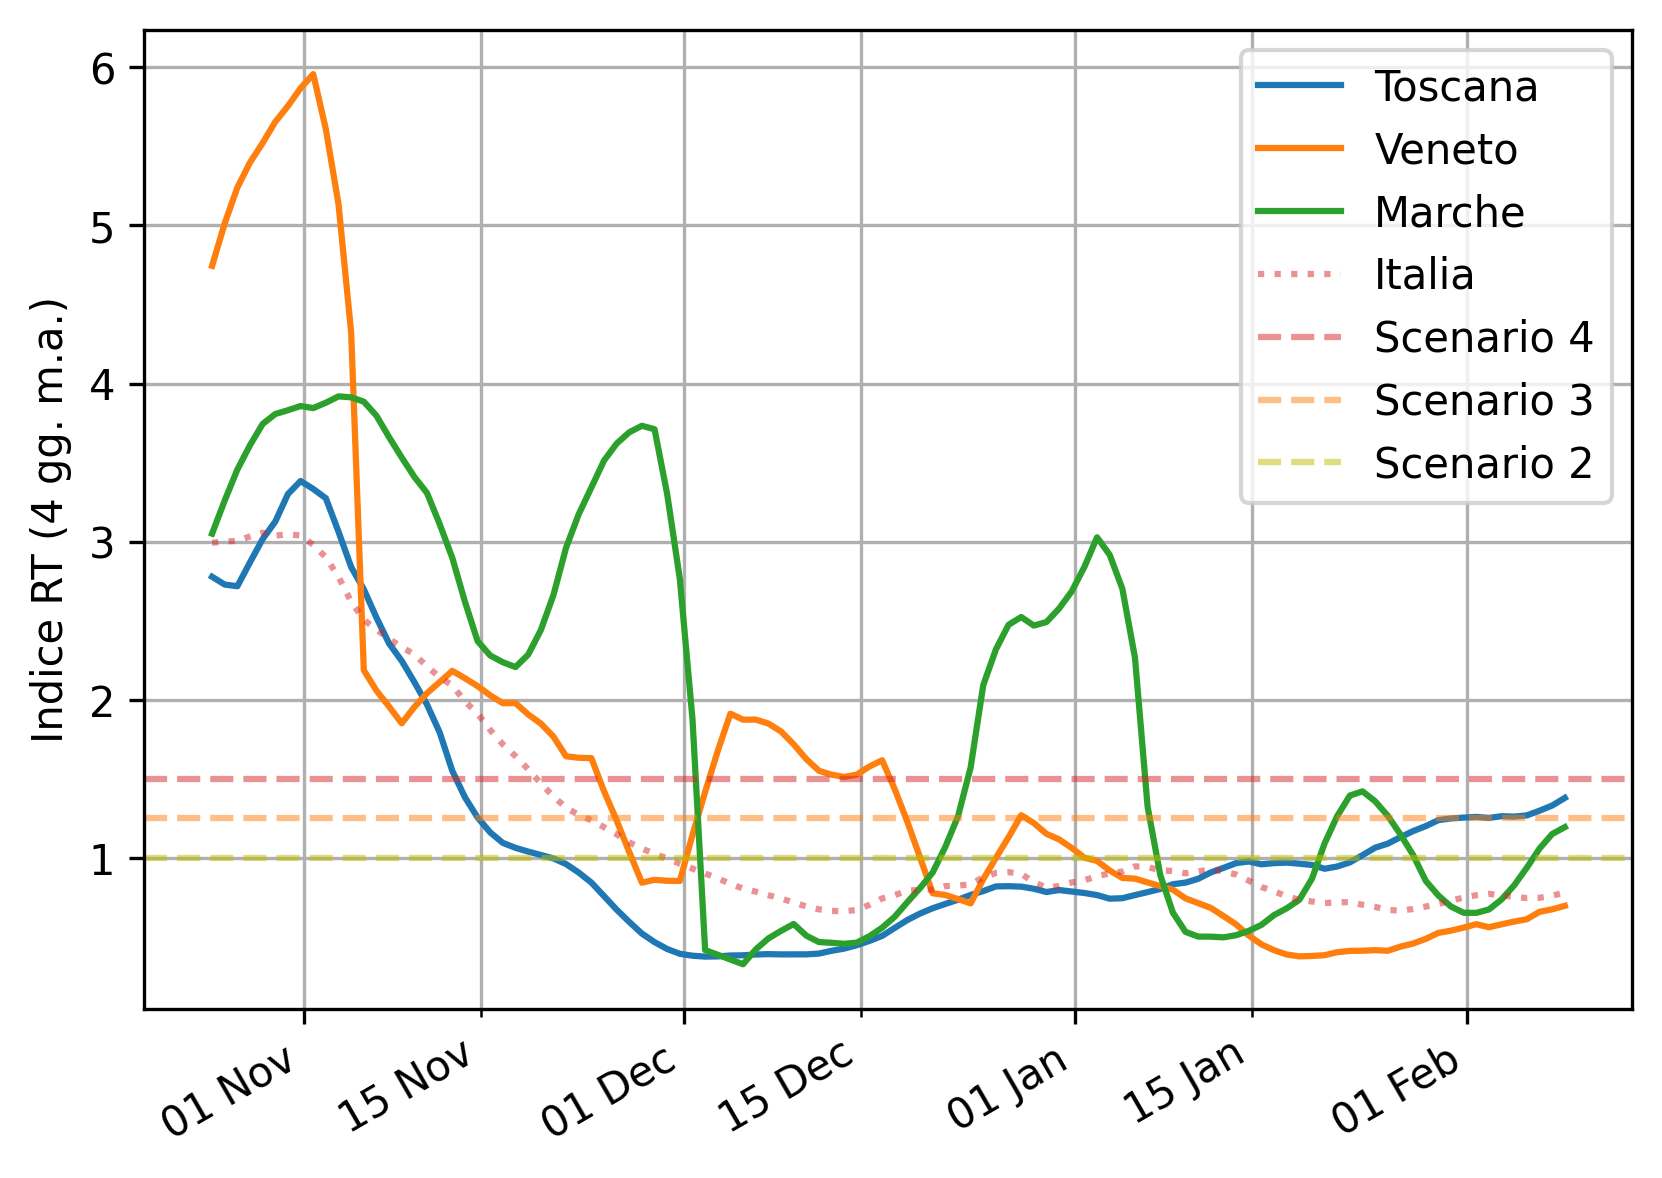 Indice RT (4 gg. m.a.)
6
5
4
3
2
1
Toscana
Veneto
Marche
Italia
Scenario 4
Scenario 3
Scenario 2
01 Nov
15 Nov
01 Dec
15 Dec
01 Jan
15 Jan
01 Feb